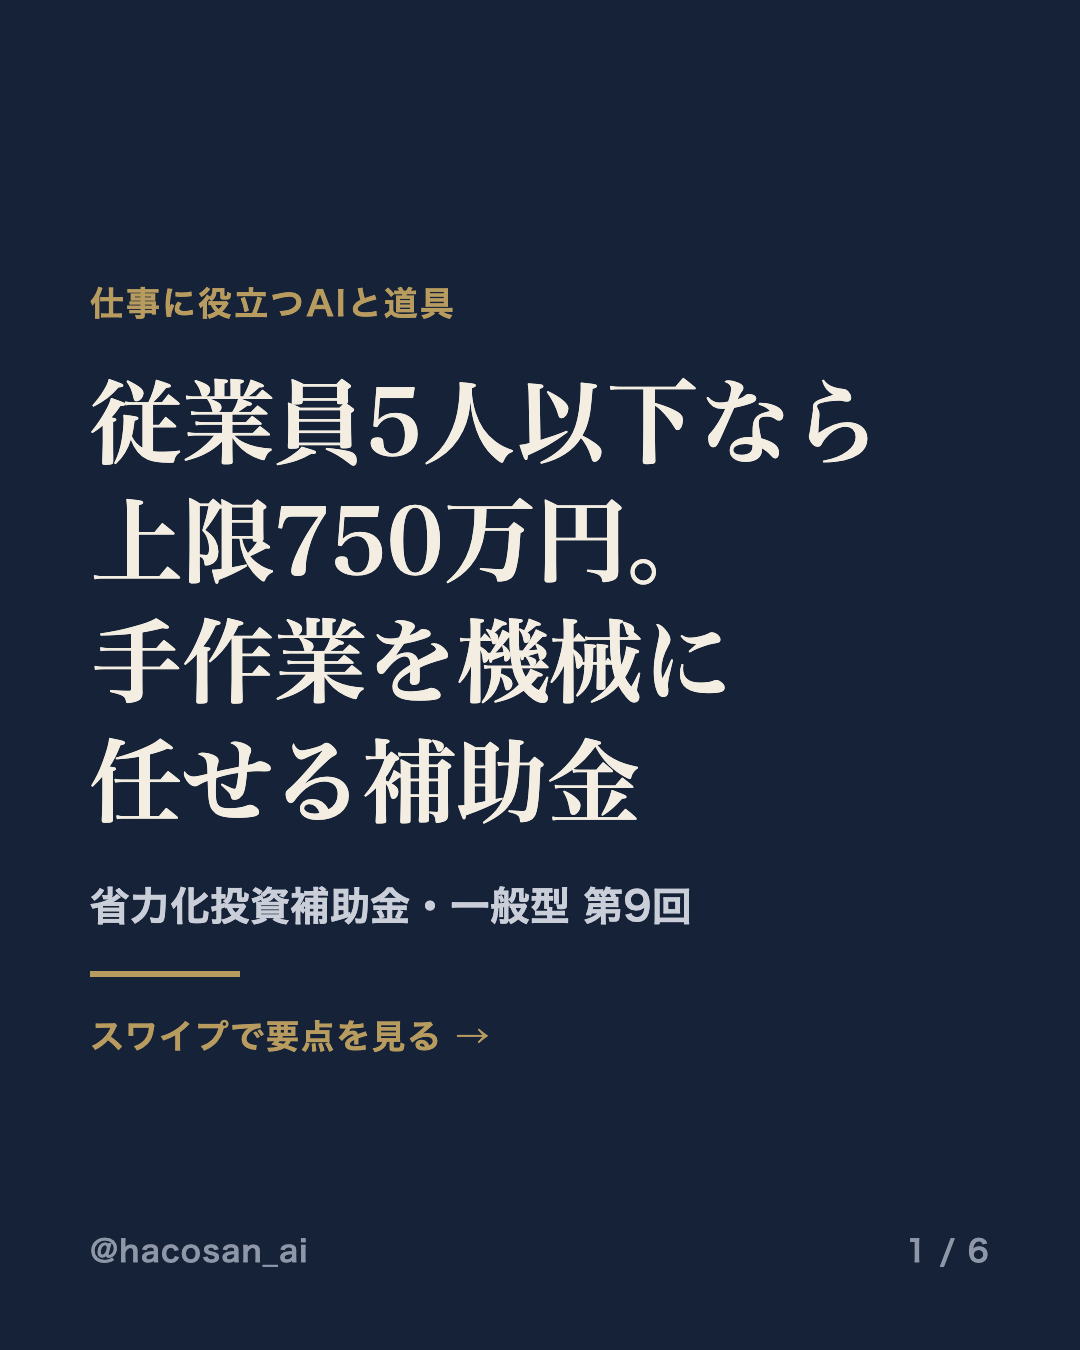 仕事に役立つAIと道具
従業員5人以下なら
上限750万円。
手作業を機械に
任せる補助金
省力化投資補助金・一般型 第9回
スワイプで要点を見る →
@hacosan_ai
1 / 6